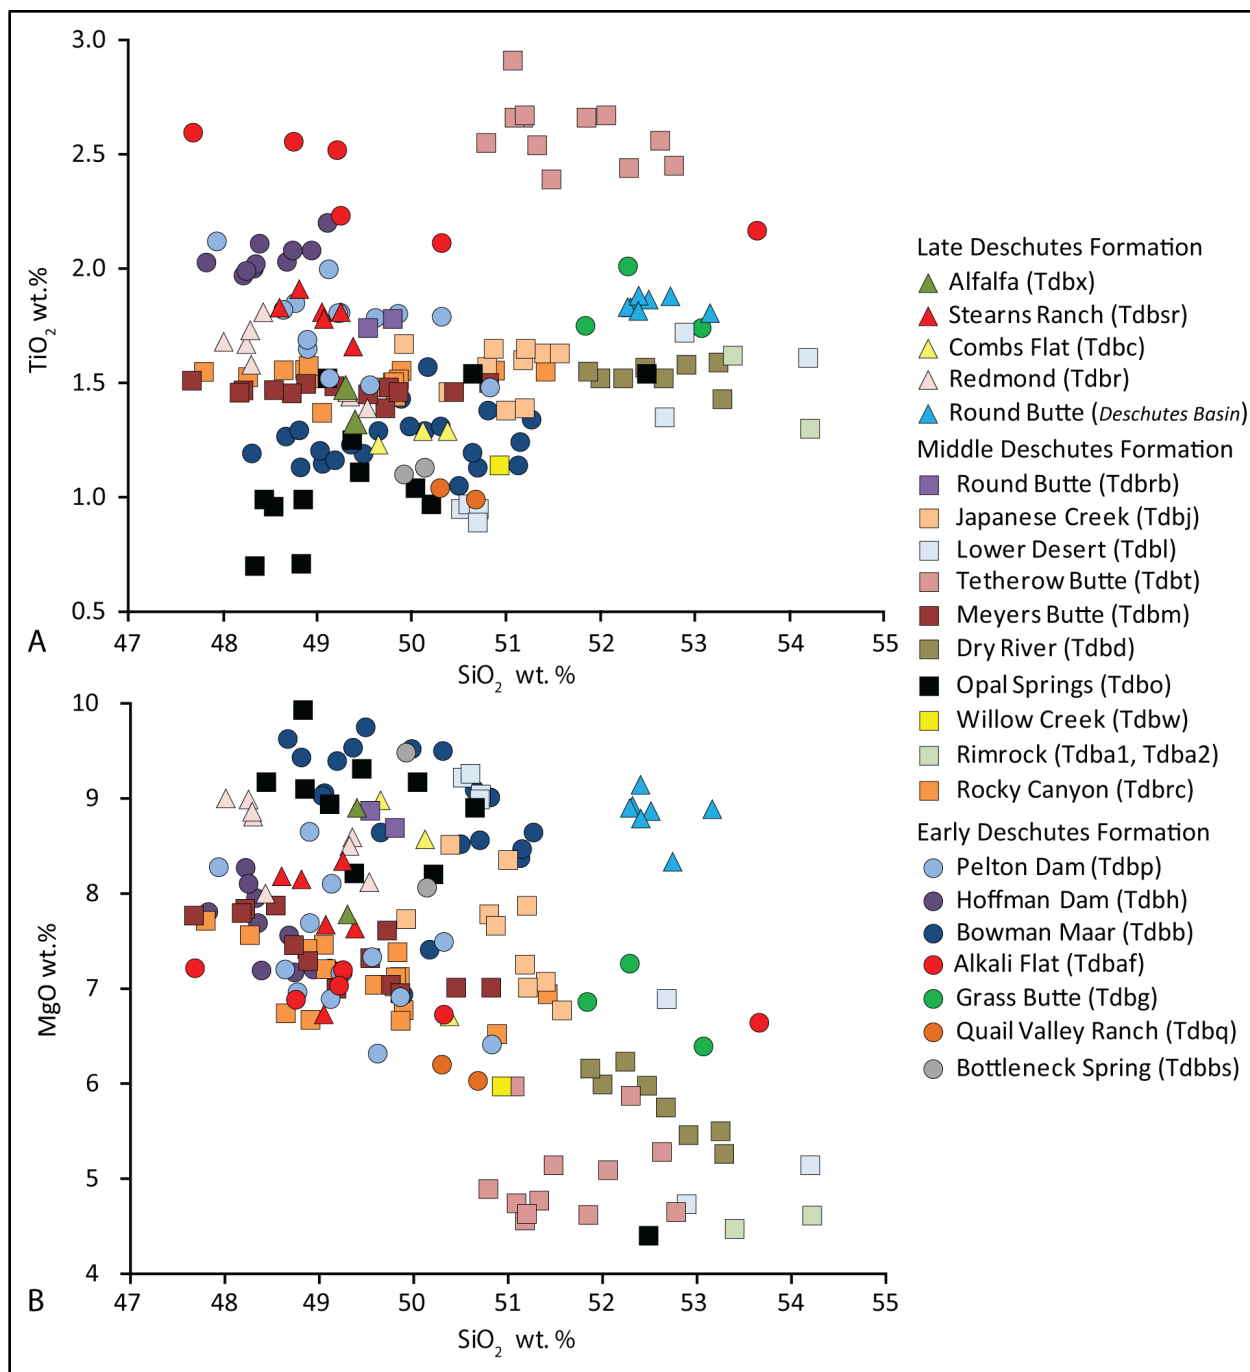 3.0
2.5
2.0
1.5
1.0
0.5
TiO2 wt.%
A
47 48 49 50 51 52 53 54 55
SiO2 wt. %
10
9
8
7
6
5
4
MgO wt.%
B
47 48 49 50 51 52 53 54 55
SiO2 wt. %
Late Deschutes Formation
Alfalfa (Tdbx)
Stearns Ranch (Tdbsr)
Combs Flat (Tdbc)
Redmond (Tdbr)
Round Butte (Deschutes Basin)
Middle Deschutes Formation
Round Butte (Tdbrb)
Japanese Creek (Tdbj)
Lower Desert (Tdbl)
Tetherow Butte (Tdbt)
Meyers Butte (Tdbm)
Dry River (Tdbd)
Opal Springs (Tdbo)
Willow Creek (Tdbw)
Rimrock (Tdba1, Tdba2)
Rocky Canyon (Tdbrc)
Early Deschutes Formation
Pelton Dam (Tdbp)
Hoffman Dam (Tdbh)
Bowman Maar (Tdbb)
Alkali Flat (Tdbaf)
Grass Butte (Tdbg)
Quail Valley Ranch (Tdbq)
Bottleneck Spring (Tdbbs)